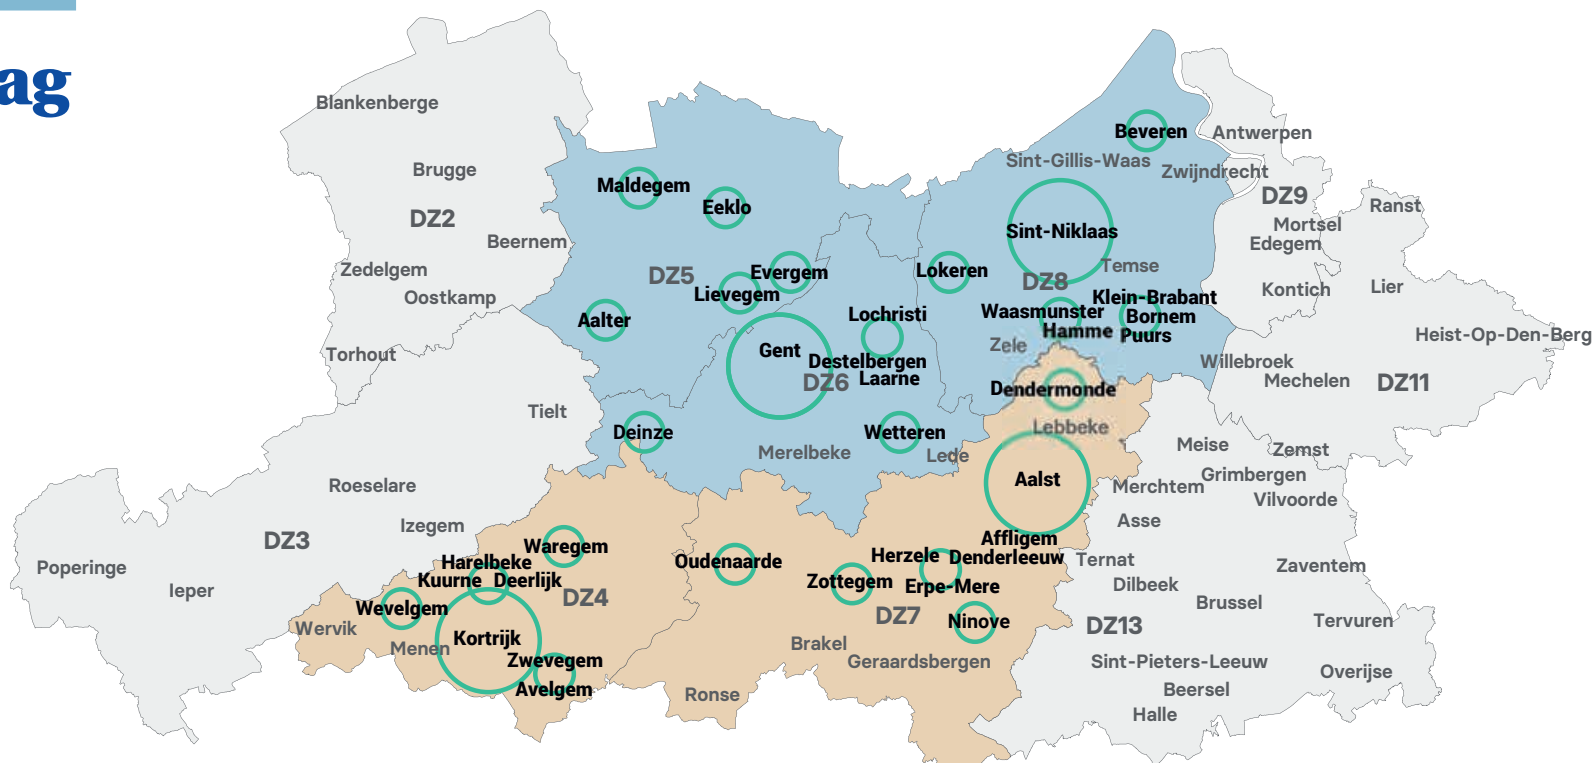 ag
Blankenberge
Brugge
DZ2
Beernem
Zedelgem
Oostkamp
Torhout
Tielt
Roeselare
Izegem
DZ3
Poperinge
Ieper
Maldegem
Eeklo
DZ5
Evergem
Lievegem
Aalter
Gent
Lochristi
Destelbergen
DZ6
Laarne
Deinze
Wetteren
Merelbeke
Lede
Beveren
Sint-Gillis-Waas
Sint-Niklaas
Lokeren
Temse
DZ8
Klein-Brabant
Waasmunster
Bornem
Hamme
Puurs
Zele
Dendermonde
Lebbeke
Aalst
Affligem
Herzele
Denderleeuw
Erpe-Mere
Oudenaarde
Zottegem
DZ7
Ninove
Brakel
Geraardsbergen
Ronse
Waregem
Harelbeke
Kuurne
Deerlijk
DZ4
Wevelgem
Wervik
Menen
Kortrijk
Zwevegem
Avelgem
Antwerpen
Zwijndrecht
DZ9
Mortsel
Edegem
Kontich
Ranst
Lier
Heist-Op-Den-Berg
Willebroek
Mechelen
DZ11
Meise
Zemst
Grimbergen
Merchtem
Vilvoorde
Asse
Ternat
Zaventem
Dilbeek
Brussel
Tervuren
DZ13
Sint-Pieters-Leeuw
Overijse
Beersel
Halle